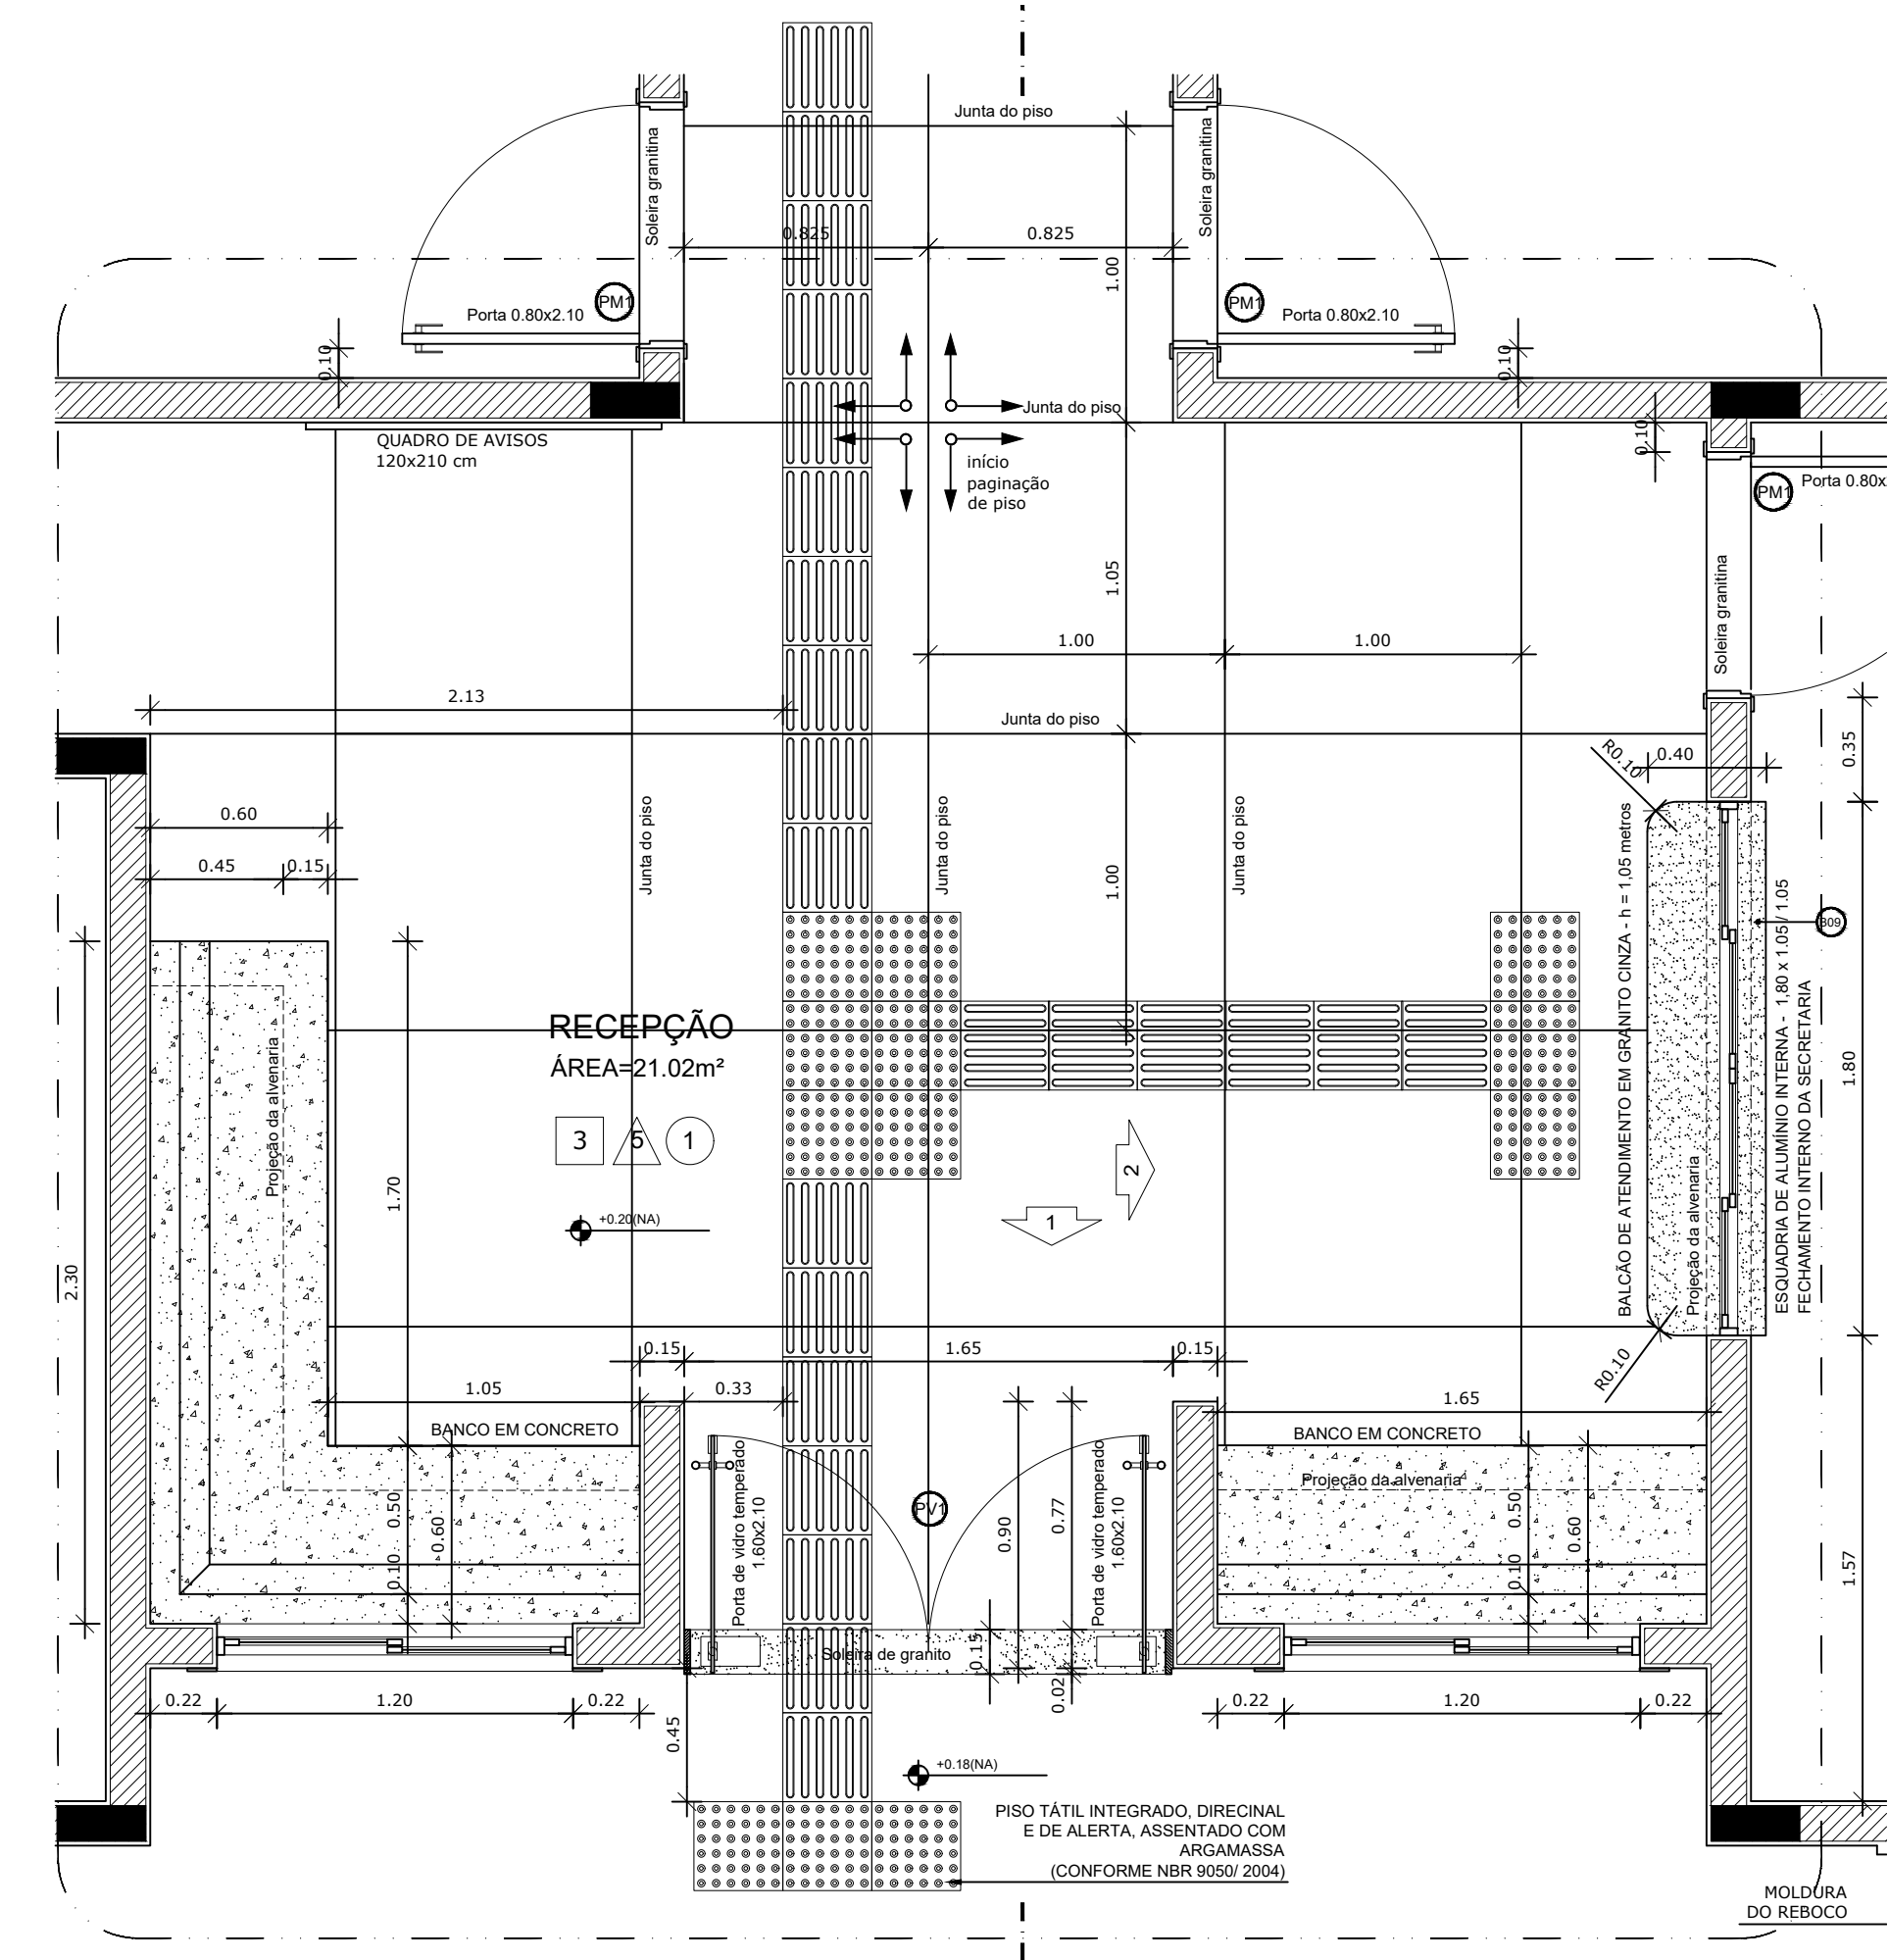 Junta do piso
Soleira granitina
Soleira granitina
0.825
0.825
1.00
PM1
Porta 0.80x2.10
PM1
Porta 0.80x2.10
0.10
0.10
Junta do piso
QUADRO DE AVISOS
120x210 cm
0.10
início
paginação
de piso
PM1
Porta 0.80x
1.05
Soleira granitina
1.00
1.00
2.13
Junta do piso
R0.10
0.40
0.35
0.60
Junta do piso
Junta do piso
Junta do piso
0.45
0.15
1.00
BALCÃO DE ATENDIMENTO EM GRANITO CINZA - h = 1,05 metros
Projeção da alvenaria
ESQUADRIA DE ALUMÍNIO INTERNA - 1,80 x 1.05 / 1.05
FECHAMENTO INTERNO DA SECRETARIA
B09
RECEPÇÃO
ÁREA=21.02m²
Projeção da alvenaria
1.80
3
5
1
2
1
1.70
+0.20(NA)
2.30
0.15
1.65
0.15
R0.10
1.05
0.33
1.65
BANCO EM CONCRETO
BANCO EM CONCRETO
Projeção da alvenaria
Porta de vidro temperado
1.60x2.10
PV1
Porta de vidro temperado
1.60x2.10
0.50
0.60
0.10
0.90
0.77
0.50
0.60
0.10
1.57
Soleira de granito
0.15
0.02
0.22
1.20
0.22
0.45
0.22
1.20
0.22
+0.18(NA)
PISO TÁTIL INTEGRADO, DIRECINAL
E DE ALERTA, ASSENTADO COM
ARGAMASSA
(CONFORME NBR 9050/ 2004)
MOLDURA
DO REBOCO